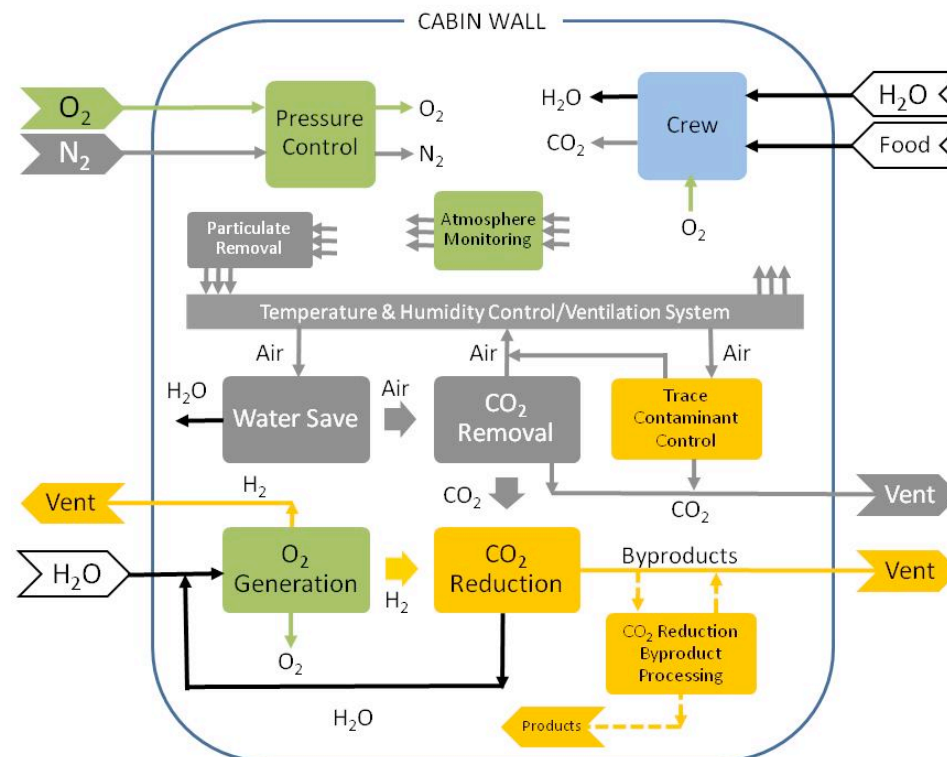 CABIN WALL
O₂
N₂
Pressure
Control
O₂
N₂
H₂O
CO₂
Crew
O₂
H₂O
Food
Particulate
Removal
Atmosphere
Monitoring
Temperature & Humidity Control/Ventilation System
Air
Air
Air
H₂O
Water Save
Air
CO₂
Removal
Trace
Contaminant
Control
CO₂
CO₂
Vent
Vent
H₂
H₂O
O₂
Generation
H₂
O₂
CO₂
Reduction
Byproducts
Vent
CO₂ Reduction
Byproduct
Processing
Products
H₂O